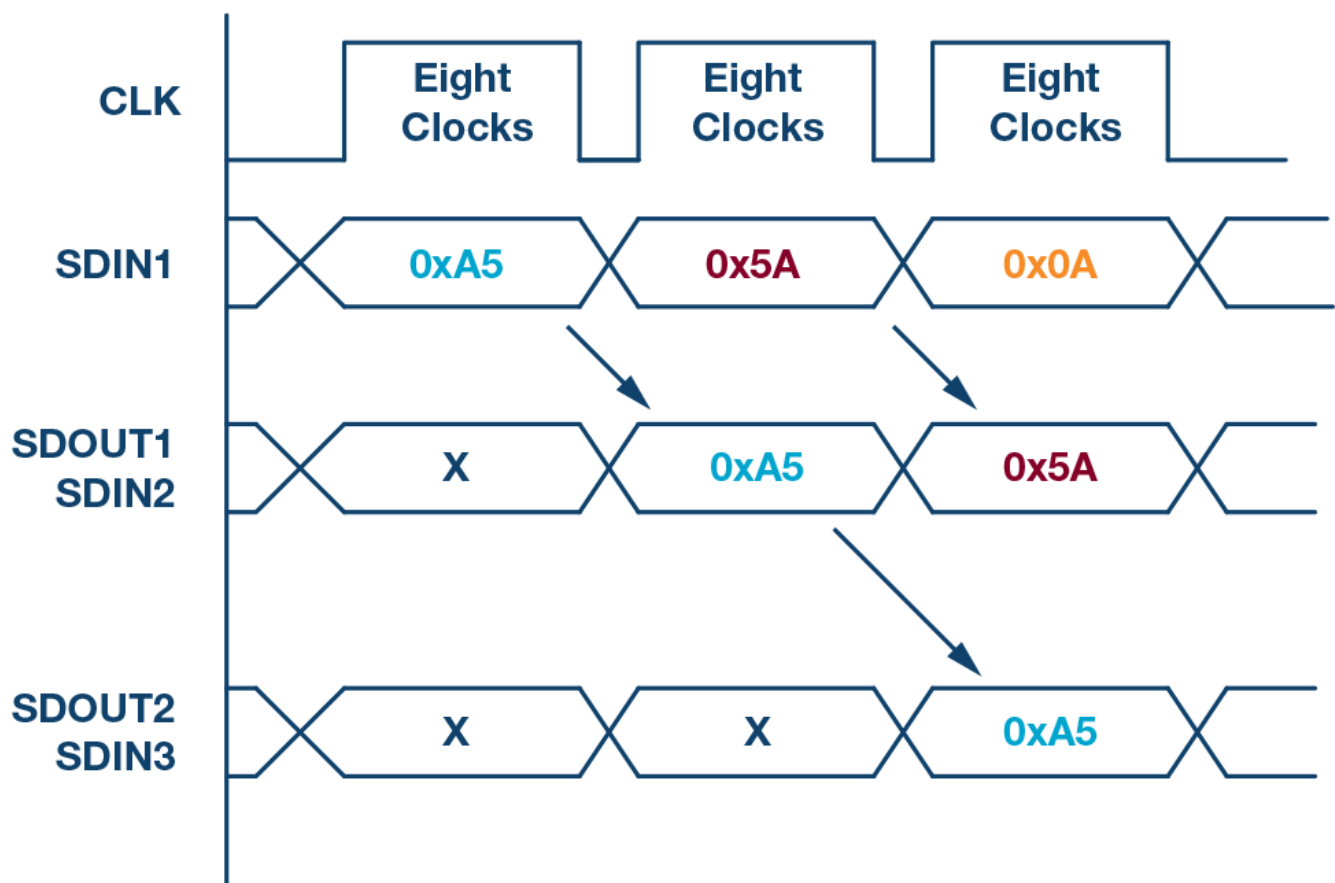 CLK
Eight
Clocks
Eight
Clocks
Eight
Clocks
SDIN1
0xA5
0x5A
0x0A
SDOUT1
SDIN2
X
0xA5
0x5A
SDOUT2
SDIN3
X
X
0xA5